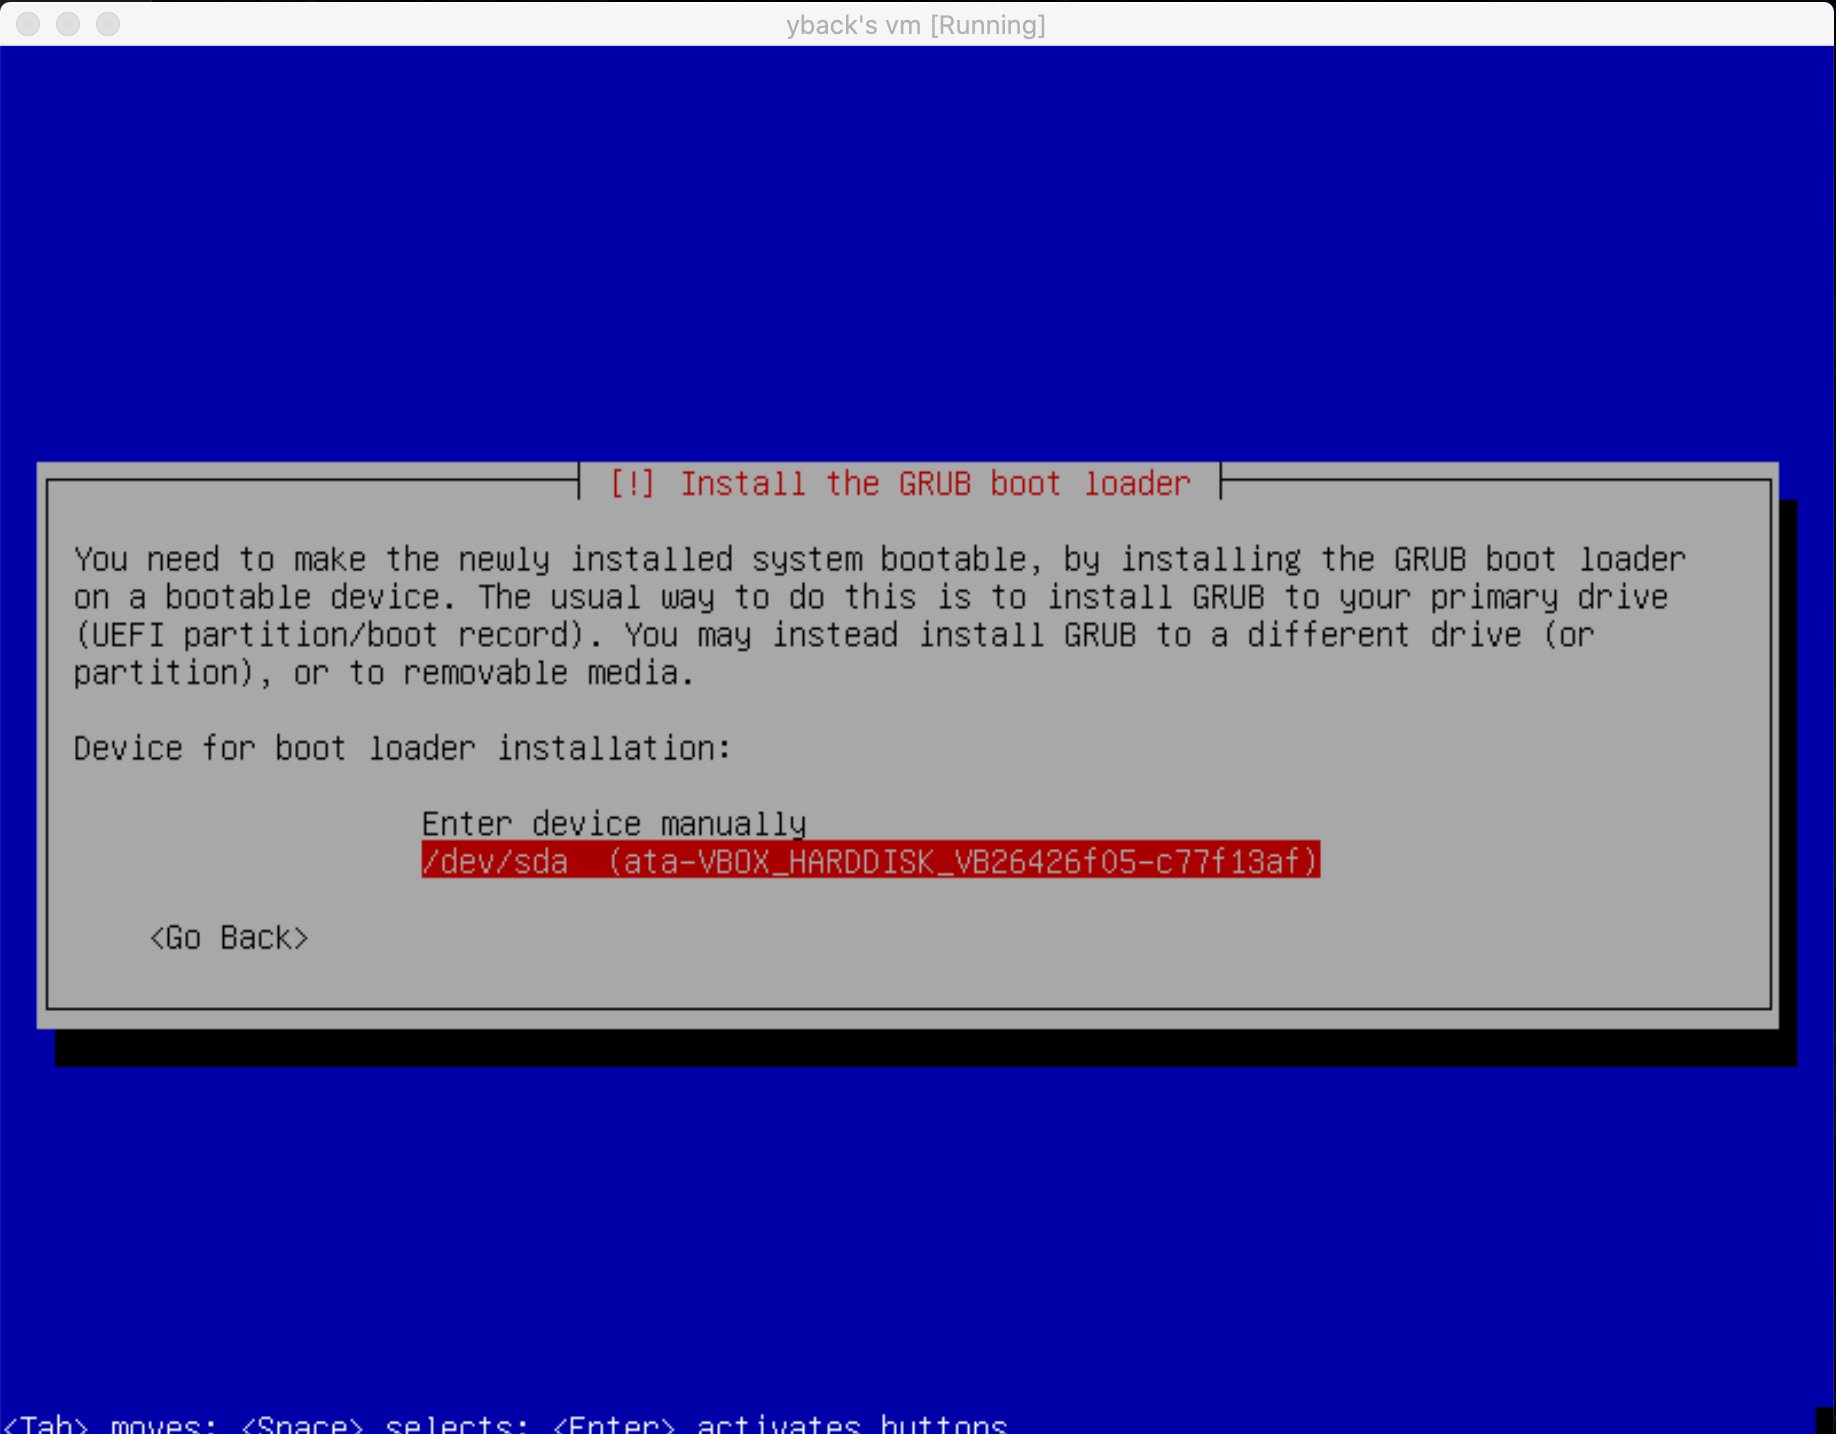 yback's vm [Running]
[!] Install the GRUB boot loader
You need to make the newly installed system bootable, by installing the GRUB boot loader
on a bootable device. The usual way to do this is to install GRUB to your primary drive
(UEFI partition/boot record). You may instead install GRUB to a different drive (or
partition), or to removable media.
Device for boot loader installation:
Enter device manually
/dev/sda  (ata-VBOX_HARDDISK_VB26426f05-c77f13af)
<Go Back>
<Tab> moves; <Space> selects; <Enter> activates buttons